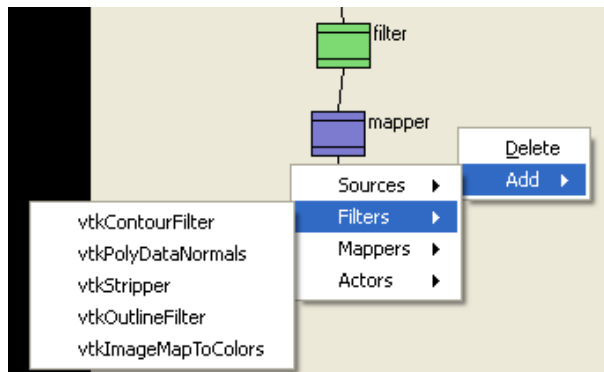 filter
mapper
Delete
Add
Sources
Filters
Mappers
Actors
vtkContourFilter
vtkPolyDataNormals
vtkStripper
vtkOutlineFilter
vtkImageMapToColors